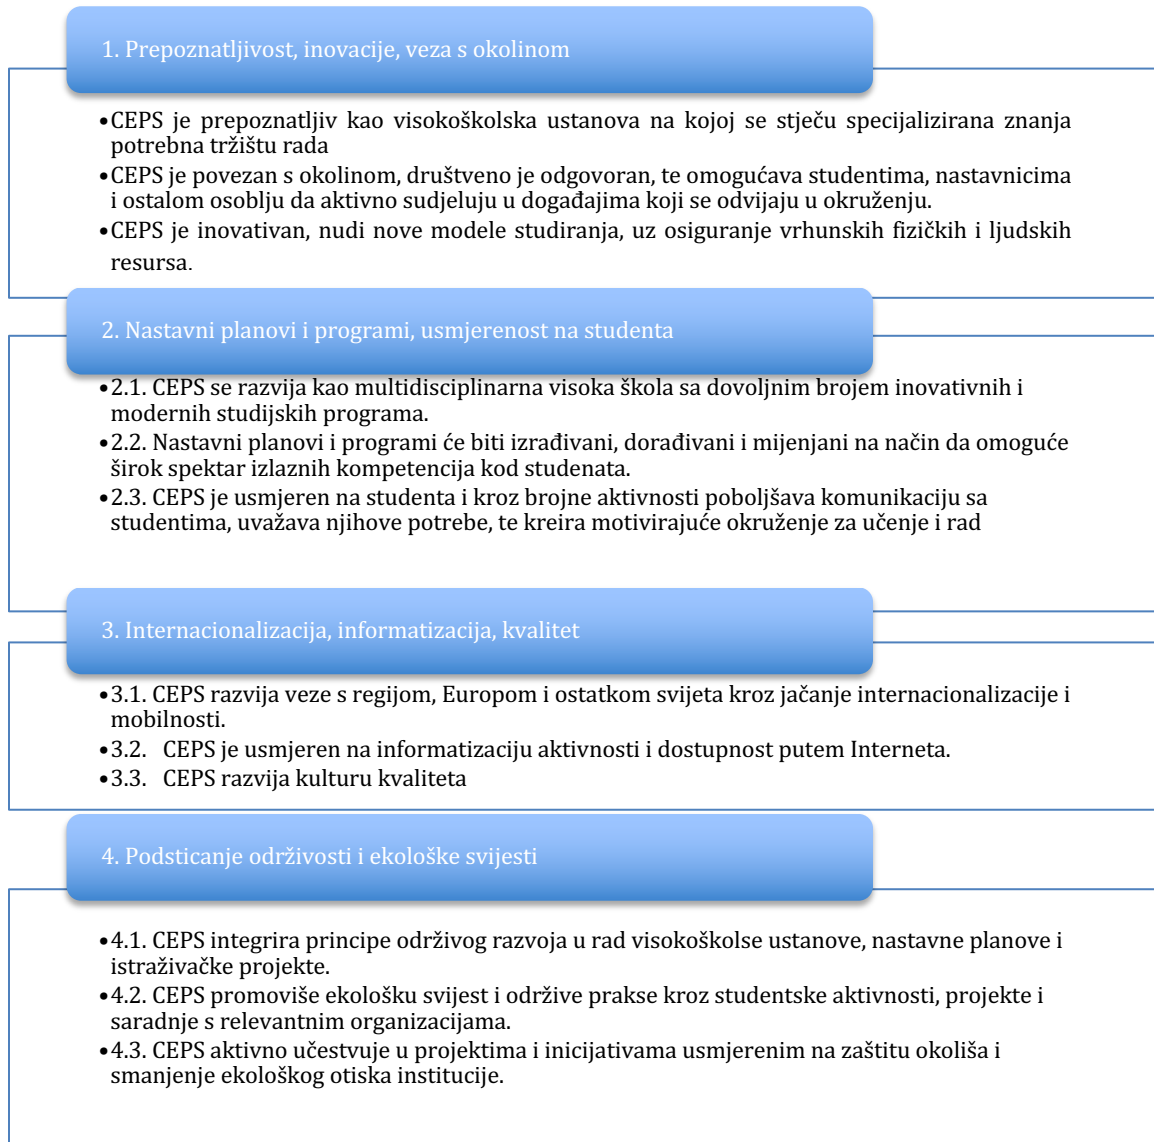 1. Prepoznatljivost, inovacije, veza s okolinom
•CEPS je prepoznatljiv kao visokoškolska ustanova na kojoj se stječu specijalizirana znanja
potrebna tržištu rada
•CEPS je povezan s okolinom, društveno je odgovoran, te omogućava studentima, nastavnicima
i ostalom osoblju da aktivno sudjeluju u događajima koji se odvijaju u okruženju.
•CEPS je inovativan, nudi nove modele studiranja, uz osiguranje vrhunskih fizičkih i ljudskih
resursa.
2. Nastavni planovi i programi, usmjerenost na studenta
•2.1. CEPS se razvija kao multidisciplinarna visoka škola sa dovoljnim brojem inovativnih i
modernih studijskih programa.
•2.2. Nastavni planovi i programi će biti izrađivani, dorađivani i mijenjani na način da omoguće
širok spektar izlaznih kompetencija kod studenata.
•2.3. CEPS je usmjeren na studenta i kroz brojne aktivnosti poboljšava komunikaciju sa
studentima, uvažava njihove potrebe, te kreira motivirajuće okruženje za učenje i rad
3. Internacionalizacija, informatizacija, kvalitet
•3.1. CEPS razvija veze s regijom, Europom i ostatkom svijeta kroz jačanje internacionalizacije i
mobilnosti.
•3.2. CEPS je usmjeren na informatizaciju aktivnosti i dostupnost putem Interneta.
•3.3. CEPS razvija kulturu kvaliteta
4. Podsticanje održivosti i ekološke svijesti
•4.1. CEPS integrira principe održivog razvoja u rad visokoškolse ustanove, nastavne planove i
istraživačke projekte.
•4.2. CEPS promoviše ekološku svijest i održive prakse kroz studentske aktivnosti, projekte i
saradnje s relevantnim organizacijama.
•4.3. CEPS aktivno učestvuje u projektima i inicijativama usmjerenim na zaštitu okoliša i
smanjenje ekološkog otiska institucije.